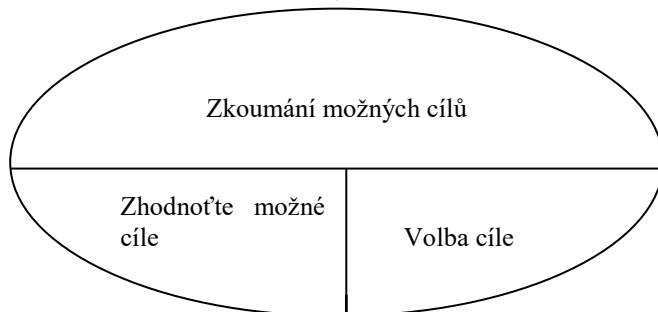 Zkoumání možných cílů
Zhodnoťte možné
cíle
Volba cíle